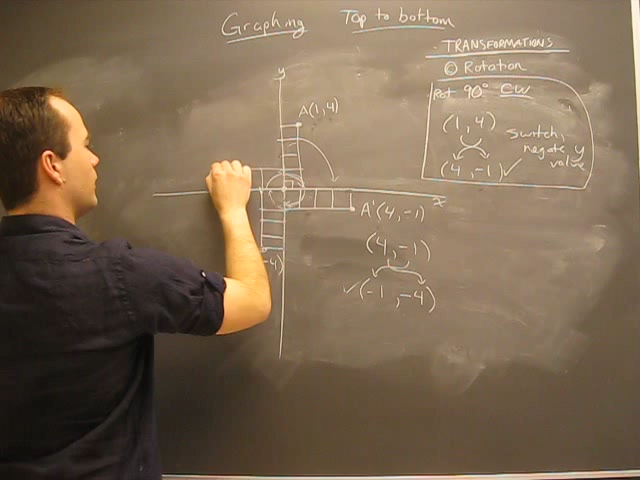 Graphing Top to bottom
TRANSFORMATIONS
© Rotation
Rot 90° CW
(1,4)
(4,-1) ✓
switch,
negate y
value
y
A(1,4)
x
A'(4,-1)
(4,-1)
✓(-1,-4)
-4)